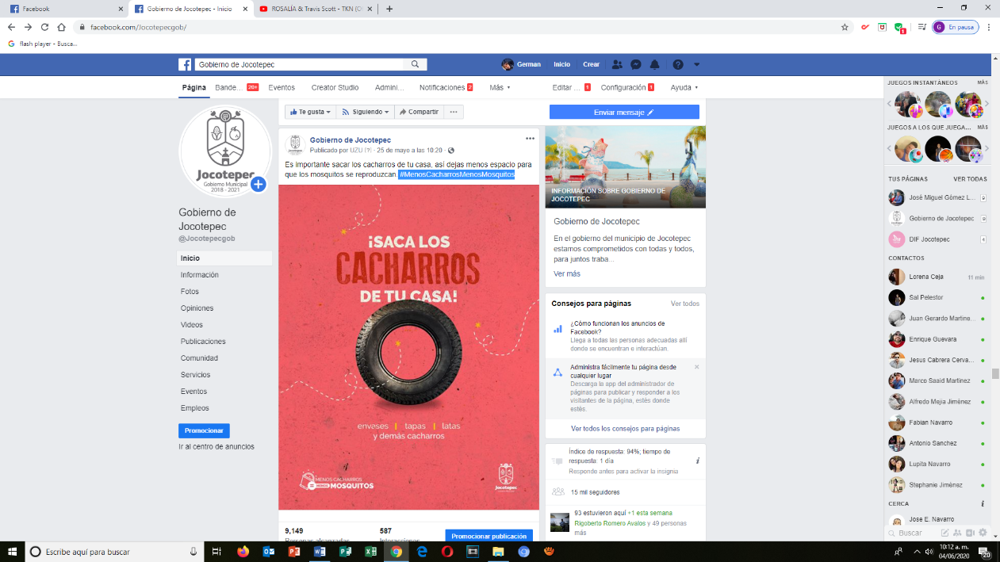 Facebook
Gobierno de Jocotepec - Inicio
ROSALÍA & Travis Scott - TKN (O
facebook.com/Jocotepecgob/
1
G
En pausa
flash player - Busca...
Gobierno de Jocotepec
German
Inicio
Crear
Página
Bande...
20+
Eventos
Creator Studio
Admini...
Notificaciones
2
Más
Editar ...
1
Configuración
1
Ayuda
Te gusta
Siguiendo
Compartir
Enviar mensaje
Jocotepec
Gobierno Municipal
2018 - 2021
Gobierno de
Jocotepec
@Jocotepecgob
Inicio
Información
Fotos
Opiniones
Videos
Publicaciones
Comunidad
Servicios
Eventos
Empleos
Promocionar
Ir al centro de anuncios
Gobierno de Jocotepec
Publicado por UZU [?] · 25 de mayo a las 10:20 ·
Es importante sacar los cacharros de tu casa, así dejas menos espacio para
que los mosquitos se reproduzcan. #MenosCacharrosMenosMosquitos
¡SACA LOS
CACHARROS
DE TU CASA!
envases | tapas | latas
y demás cacharros
MENOS CACHARROS
MENOS MOSQUITOS
Jocotepec
9,149
Personas alcanzadas
587
Interacciones
Promocionar publicación
INFORMACIÓN SOBRE GOBIERNO DE
JOCOTEPEC
Gobierno de Jocotepec
En el gobierno del municipio de Jocotepec
estamos comprometidos con todas y todos,
para juntos traba...
Ver más
Consejos para páginas
Ver todos
¿Cómo funcionan los anuncios de
Facebook?
Llega a todas las personas adecuadas allí
donde se encuentran e interactúan.
Administra fácilmente tu página desde
cualquier lugar
Descarga la app del administrador de
páginas para publicar y responder a los
visitantes de la página, estés donde
estés.
Ver todos los consejos para páginas
Índice de respuesta: 94%; tiempo de
respuesta: 1 día
Responde antes para activar la insignia
15 mil seguidores
93 estuvieron aquí +1 esta semana
Rigoberto Romero Avalos y 49 personas
más
JUEGOS INSTANTÁNEOS
MÁS
JUEGOS A LOS QUE JUEGA...
MÁS
TUS PÁGINAS
VER TODAS
José Miguel Gómez L...
9
Gobierno de Jocotepec
9
DIF Jocotepec
4
CONTACTOS
Lorena Ceja
11 min
Sal Pelestor
Juan Gerardo Martine...
Enrique Guevara
Jesus Cabrera Cerva...
Marco Saaid Martinez
Alfredo Mejia Jiménez
Fabian Navarro
Antonio Sanchez
Lupita Navarro
Stephanie Jiménez
CERCA
Jose E. Navarro
Buscar
Escribe aquí para buscar
10:12 a. m.
04/06/2020
20